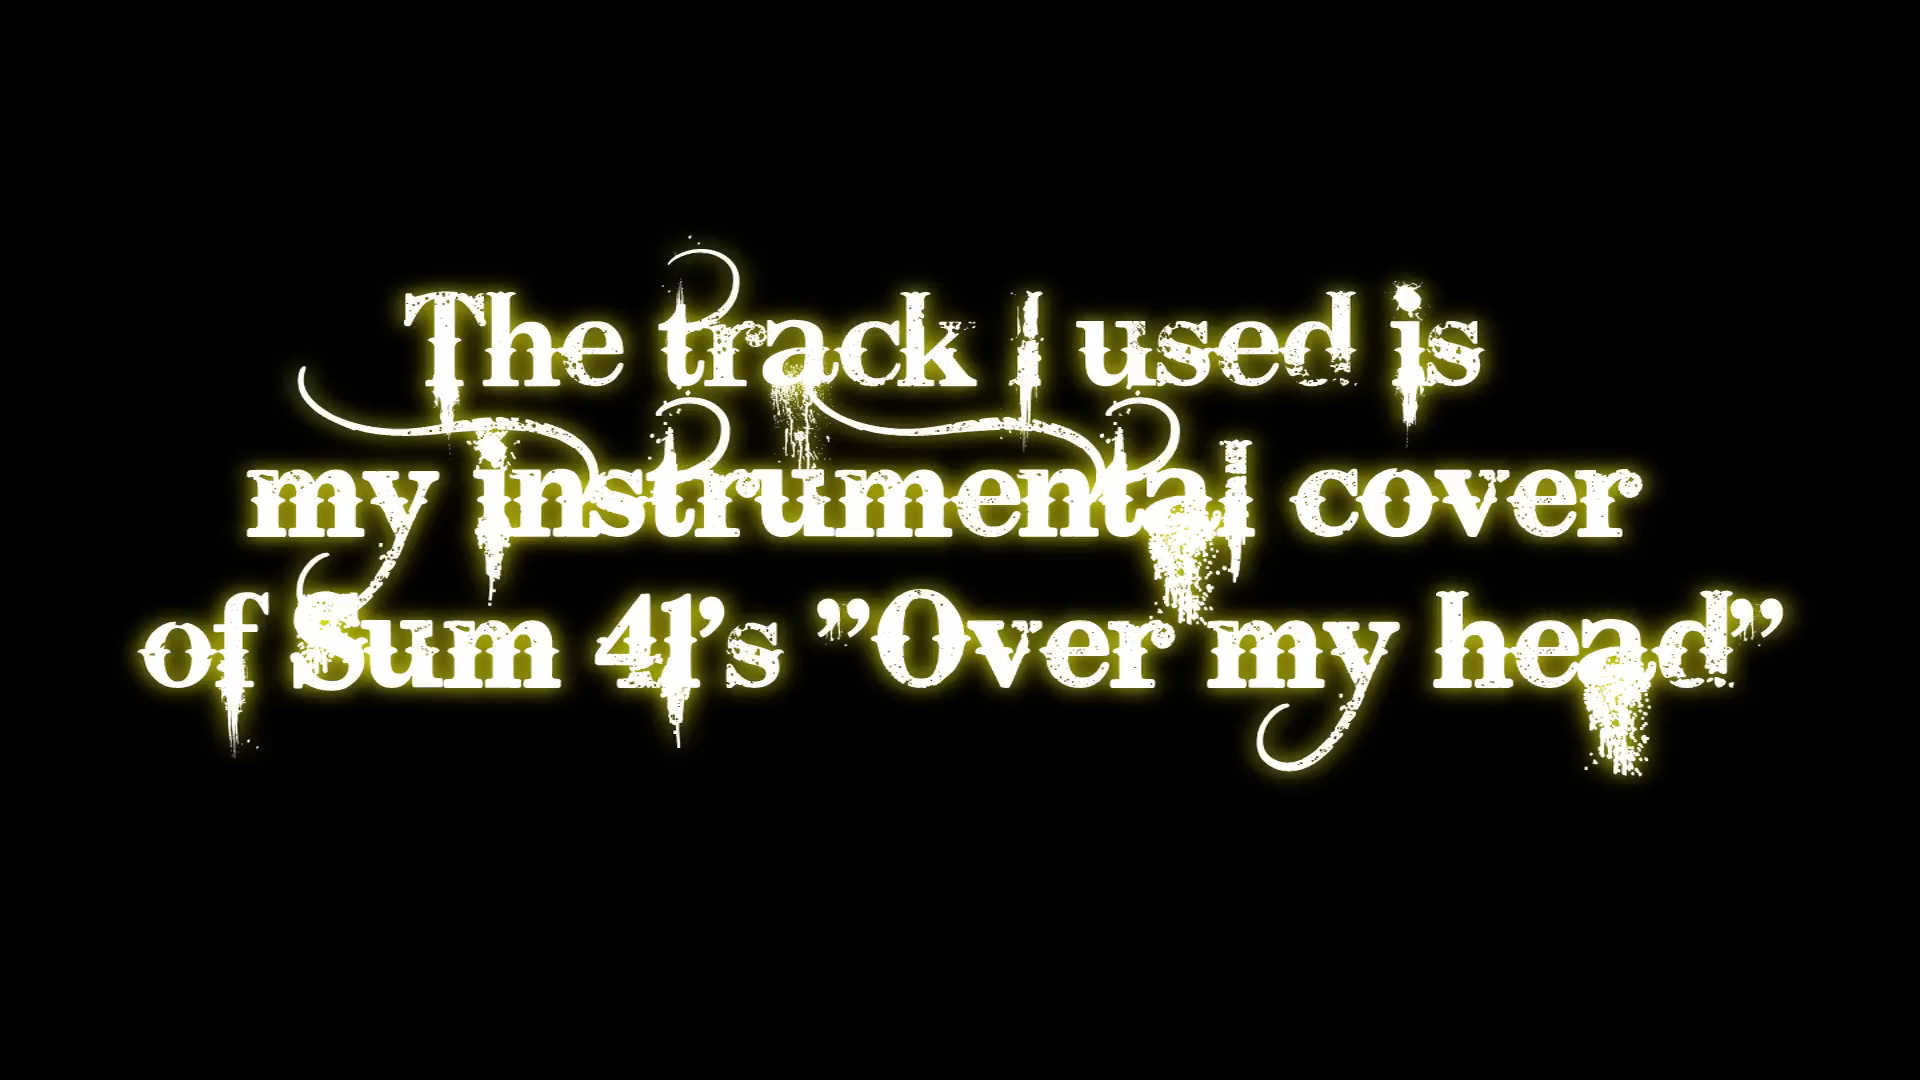 The track I used is
my instrumental cover
of Sum 41's "Over my head"